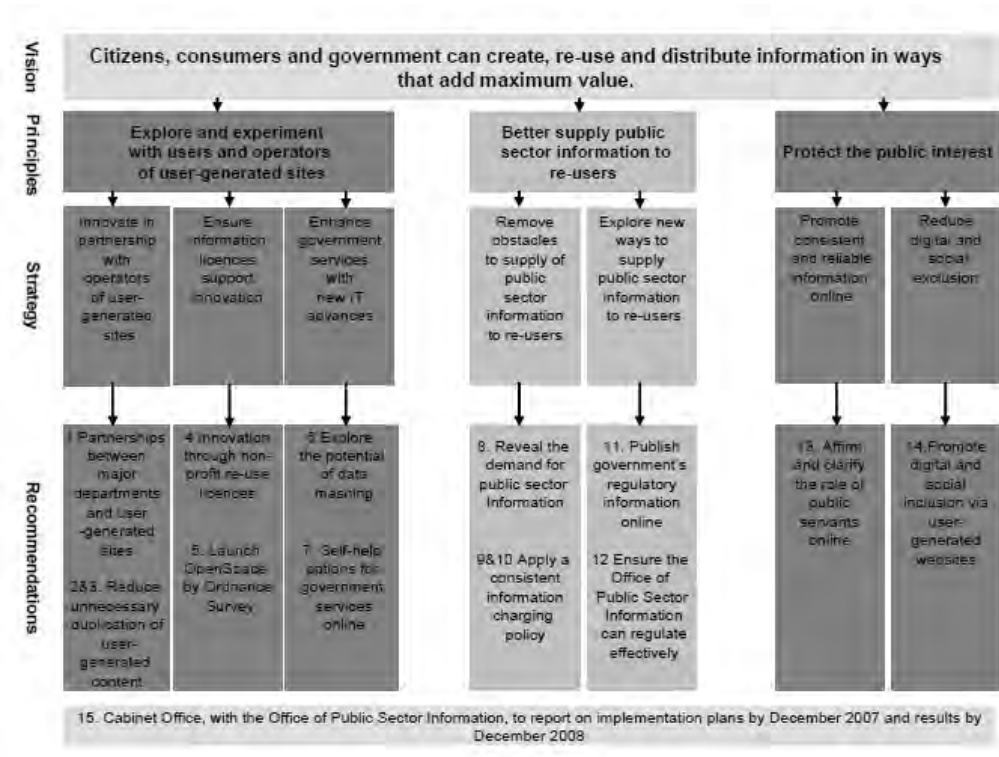 Vision
Citizens, consumers and government can create, re-use and distribute information in ways
that add maximum value.
Principles
Explore and experiment
with users and operators
of user-generated sites
Better supply public
sector information to
re-users
Protect the public interest
Strategy
Innovate in
partnership
with
operators
of user-
generated
sites
Ensure
information
licences
support
innovation
Enhance
government
services
with
new IT
advances
Remove
obstacles
to supply of
public
sector
information
to re-users
Explore new
ways to
supply
public sector
information
to re-users
Promote
consistent
and reliable
information
online
Reduce
digital and
social
exclusion
Recommendations
1 Partnerships
between
major
departments
and user
-generated
sites
2&3. Reduce
unnecessary
duplication of
user-
generated
content
4 Innovation
through non-
profit re-use
licences
5. Launch
OpenSpace
by Ordnance
Survey
6 Explore
the potential
of data
mashing
7. Self-help
options for
government
services
online
8. Reveal the
demand for
public sector
Information
9&10 Apply a
consistent
information
charging
policy
11. Publish
government's
regulatory
information
online
12 Ensure the
Office of
Public Sector
Information
can regulate
effectively
13. Affirm
and clarify
the role of
public
servants
online
14.Promote
digital and
social
inclusion via
user-
generated
websites
15. Cabinet Office, with the Office of Public Sector Information, to report on implementation plans by December 2007 and results by
December 2008